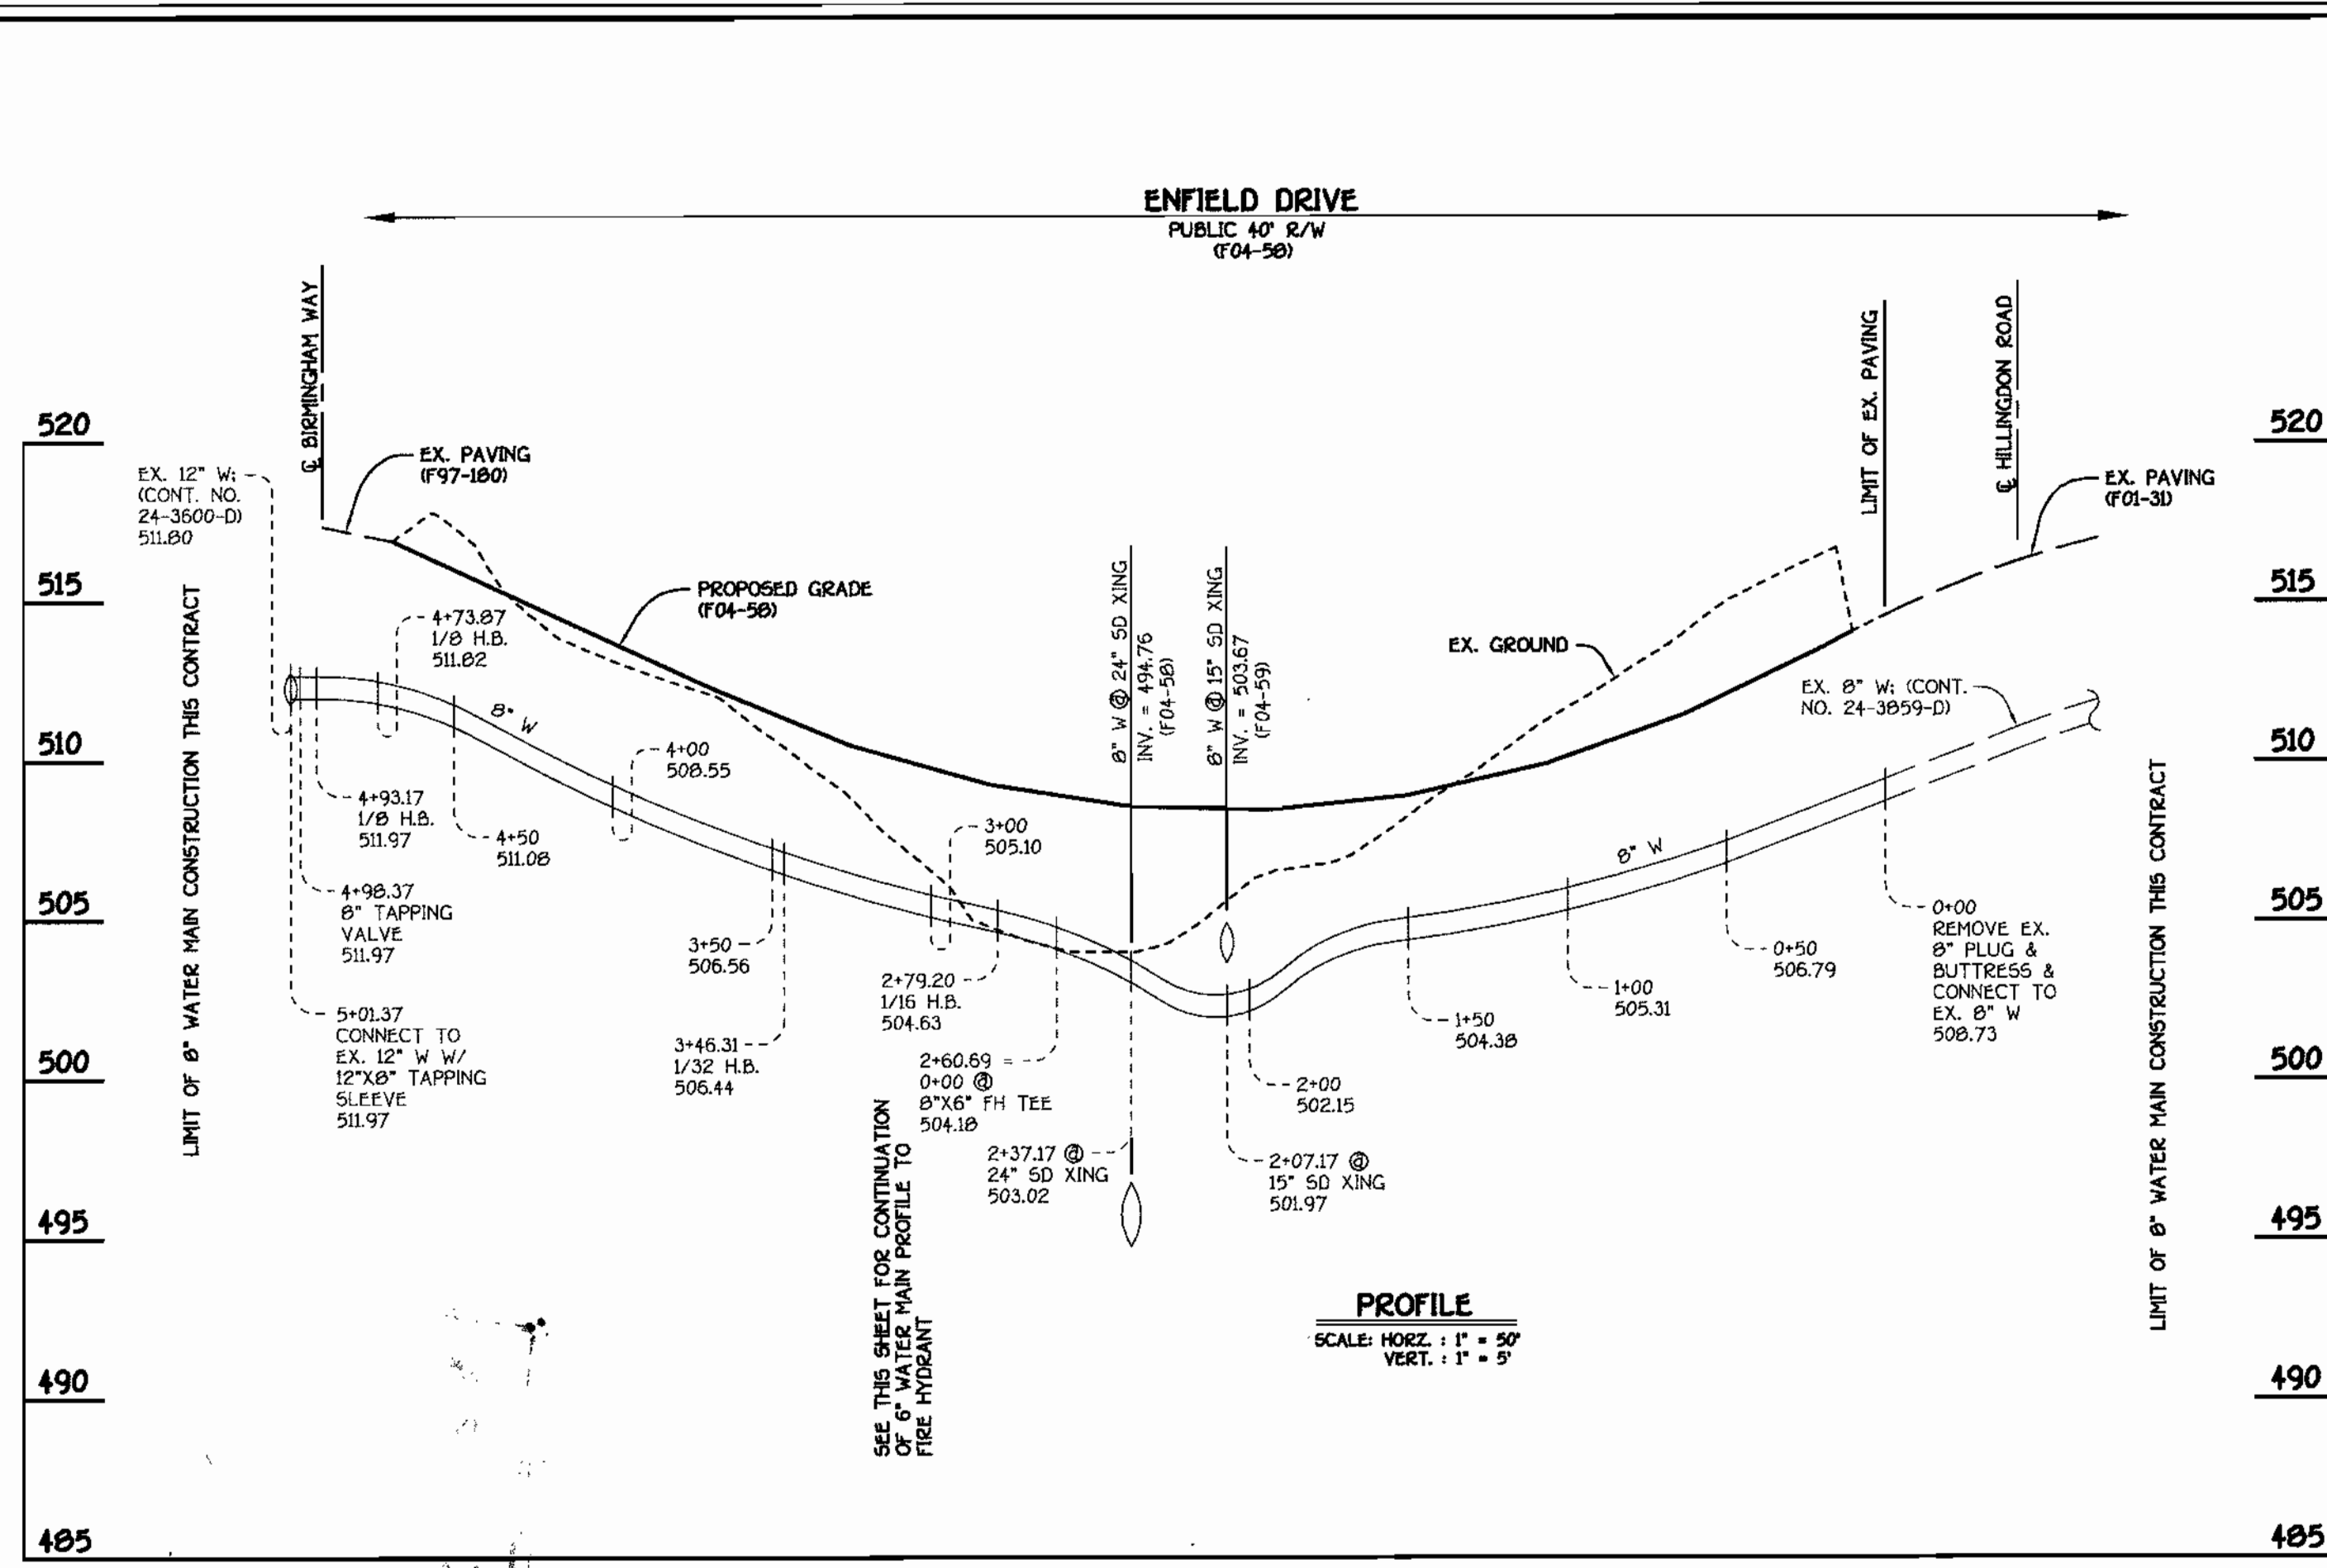 ENFIELD DRIVE
PUBLIC 40' R/W
(F04-58)
℄ BIRMINGHAM WAY
LIMIT OF EX. PAVING
℄ HILLINGDON ROAD
520
515
510
505
500
495
490
485
520
515
510
505
500
495
490
485
EX. 12" W;
(CONT. NO.
24-3600-D)
511.80
EX. PAVING
(F97-180)
LIMIT OF 8" WATER MAIN CONSTRUCTION THIS CONTRACT
4+73.87
1/8 H.B.
511.82
PROPOSED GRADE
(F04-58)
8" W
4+00
508.55
4+93.17
1/8 H.B.
511.97
4+50
511.08
4+98.37
8" TAPPING
VALVE
511.97
5+01.37
CONNECT TO
EX. 12" W W/
12"X8" TAPPING
SLEEVE
511.97
3+00
505.10
3+50
506.56
3+46.31
1/32 H.B.
506.44
2+79.20
1/16 H.B.
504.63
2+60.69 =
0+00 @
8"X6" FH TEE
504.18
2+37.17 @
24" SD XING
503.02
8" W @ 24" SD XING
INV. = 494.76
(F04-58)
8" W @ 15" SD XING
INV. = 503.67
(F04-59)
2+00
502.15
2+07.17 @
15" SD XING
501.97
EX. GROUND
1+50
504.38
1+00
505.31
8" W
0+50
506.79
EX. 8" W; (CONT.
NO. 24-3859-D)
EX. PAVING
(F01-31)
0+00
REMOVE EX.
8" PLUG &
BUTTRESS &
CONNECT TO
EX. 8" W
508.73
LIMIT OF 8" WATER MAIN CONSTRUCTION THIS CONTRACT
SEE THIS SHEET FOR CONTINUATION
OF 6" WATER MAIN PROFILE TO
FIRE HYDRANT
PROFILE
SCALE: HORZ. : 1" = 50'
VERT. : 1" = 5'